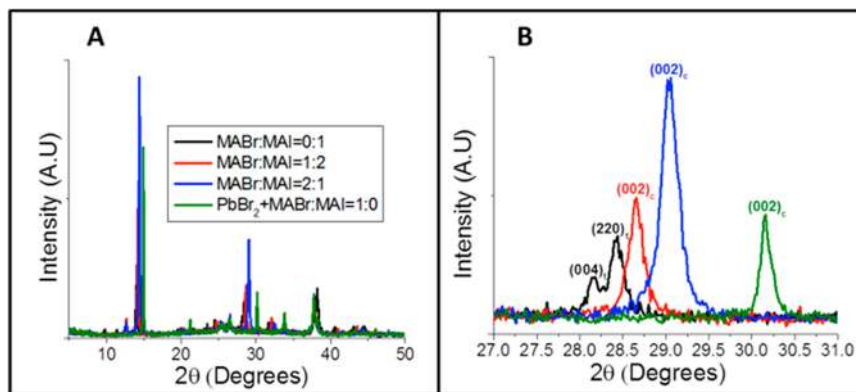 A
Intensity (A.U)
MABr:MAI=0:1
MABr:MAI=1:2
MABr:MAI=2:1
PbBr₂+MABr:MAI=1:0
10 20 30 40 50
2θ (Degrees)
B
Intensity (A.U)
(002)c
(002)c
(002)c
(220)t
(004)t
27.0 27.5 28.0 28.5 29.0 29.5 30.0 30.5 31.0
2θ (Degrees)